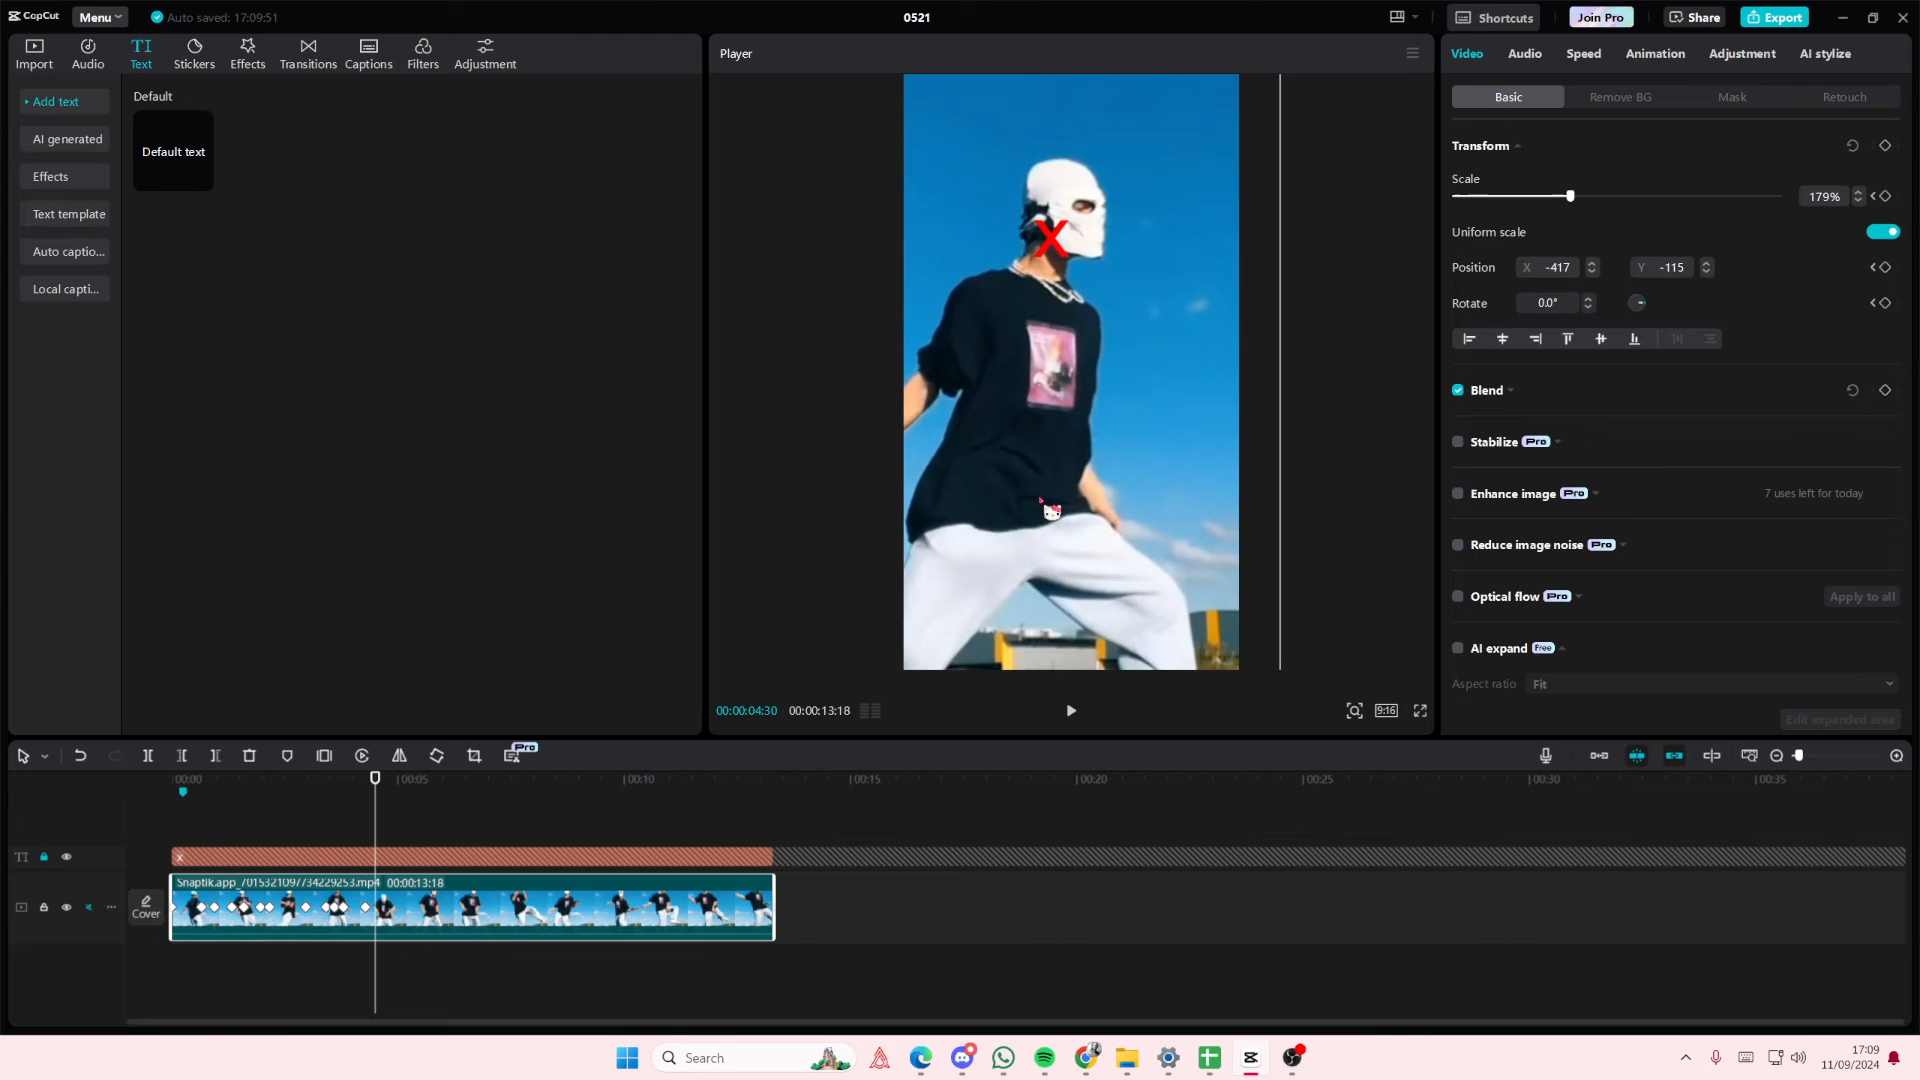 CapCut
Menu
Auto saved: 17:09:51
0521
Shortcuts
Join Pro
Share
Export
Import
Audio
TI
Text
Stickers
Effects
Transitions
Captions
Filters
Adjustment
Player
Video
Audio
Speed
Animation
Adjustment
AI stylize
Add text
AI generated
Effects
Text template
Auto captio...
Local capti...
Default
Default text
X
Basic
Remove BG
Mask
Retouch
Transform
Scale
179%
Uniform scale
Position
X -417
Y -115
Rotate
0.0°
Blend
Stabilize Pro
Enhance image Pro
7 uses left for today
Reduce image noise Pro
Optical flow Pro
Apply to all
AI expand Free
Aspect ratio Fit
Edit expanded area
00:00:04:30 00:00:13:18
9:16
Pro
00:00
00:05
00:10
00:15
00:20
00:25
00:30
00:35
TI
x
Cover
Snaptik.app_7015321097734229253.mp4 00:00:13:18
Search
17:09
11/09/2024